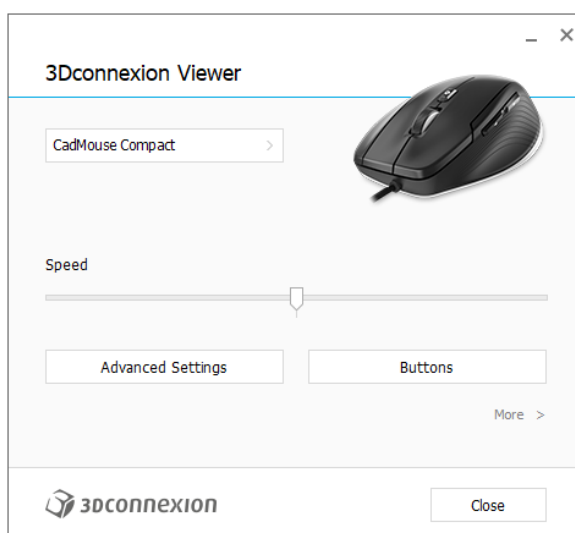 3Dconnexion Viewer
CadMouse Compact >
Speed
Advanced Settings
Buttons
More >
3Dconnexion
Close